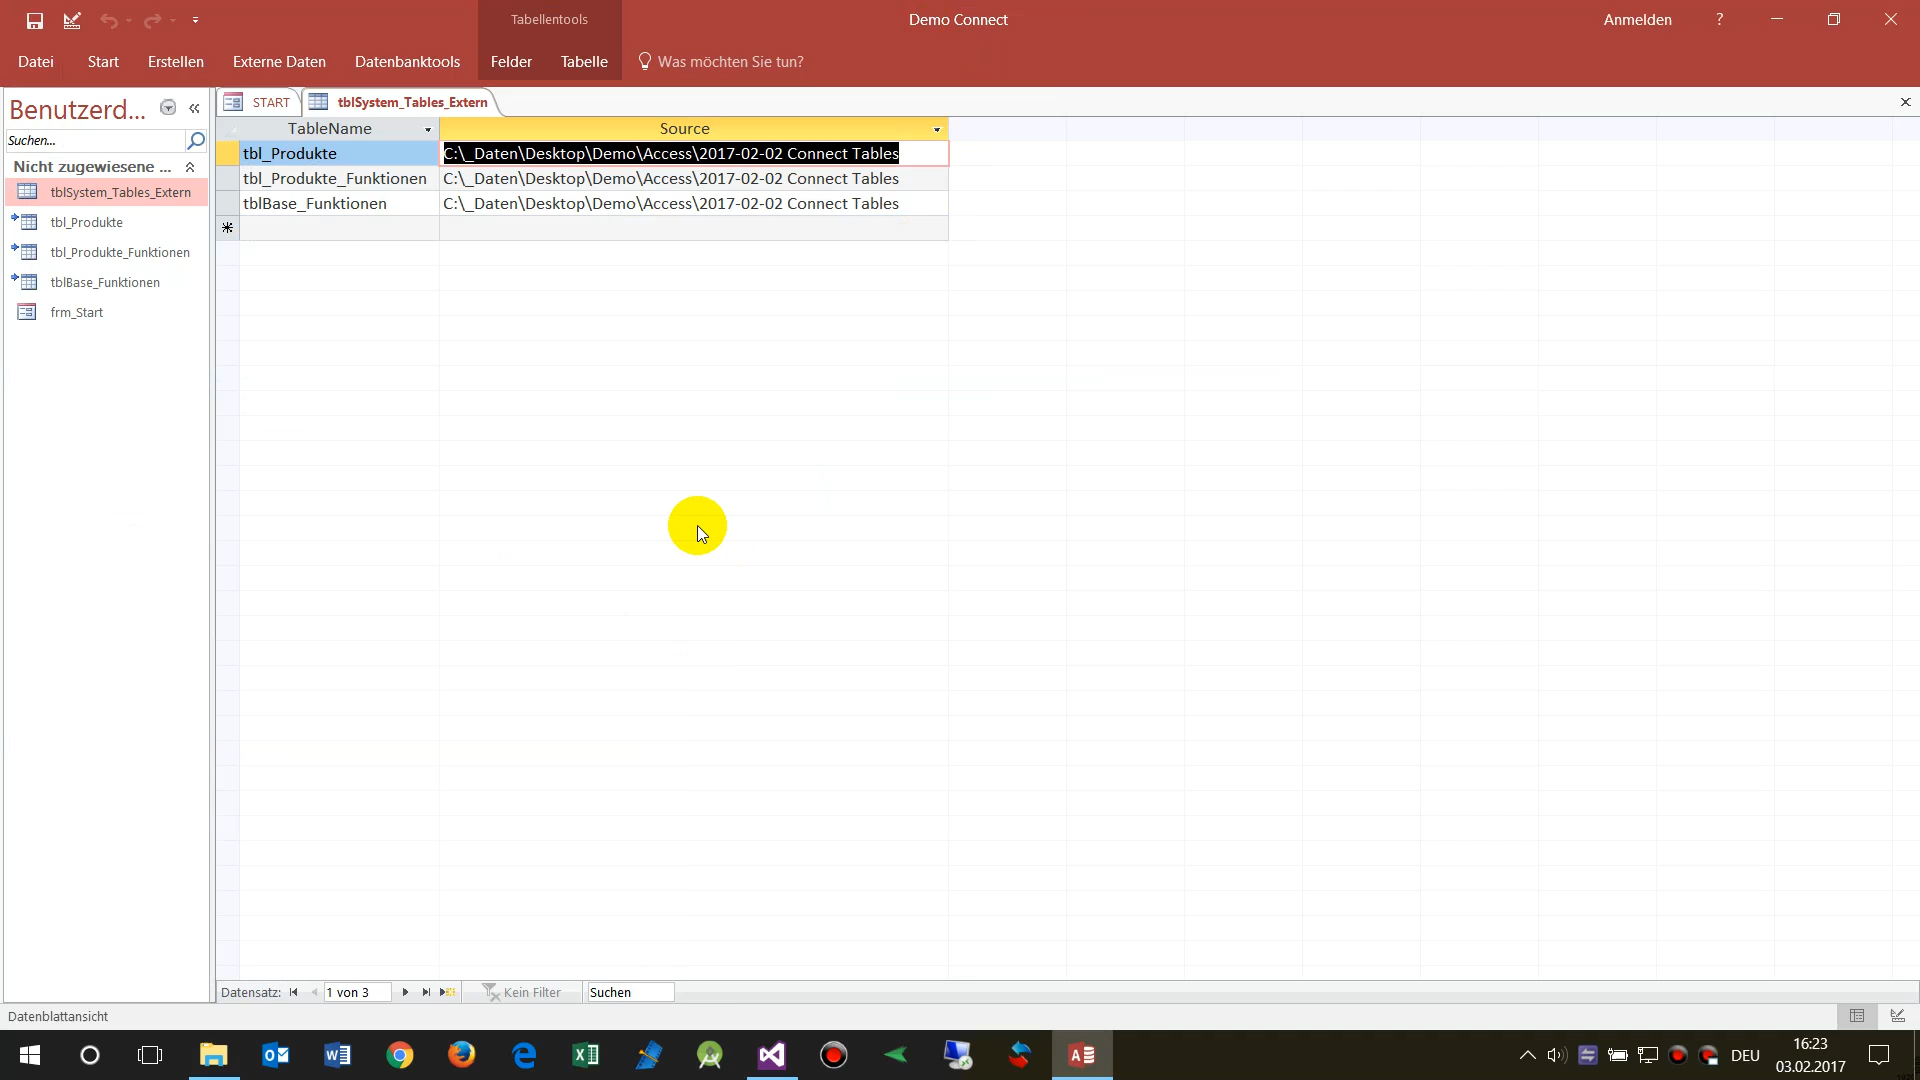 Tabellentools
Demo Connect
Anmelden
?
Datei
Start
Erstellen
Externe Daten
Datenbanktools
Felder
Tabelle
Was möchten Sie tun?
Benutzerd...
Suchen...
Nicht zugewiesene ...
tblSystem_Tables_Extern
tbl_Produkte
tbl_Produkte_Funktionen
tblBase_Funktionen
frm_Start
START
tblSystem_Tables_Extern
TableName
Source
tbl_Produkte
C:\_Daten\Desktop\Demo\Access\2017-02-02 Connect Tables
tbl_Produkte_Funktionen
C:\_Daten\Desktop\Demo\Access\2017-02-02 Connect Tables
tblBase_Funktionen
C:\_Daten\Desktop\Demo\Access\2017-02-02 Connect Tables
Datensatz:
1 von 3
Kein Filter
Suchen
Datenblattansicht
DEU
16:23
03.02.2017